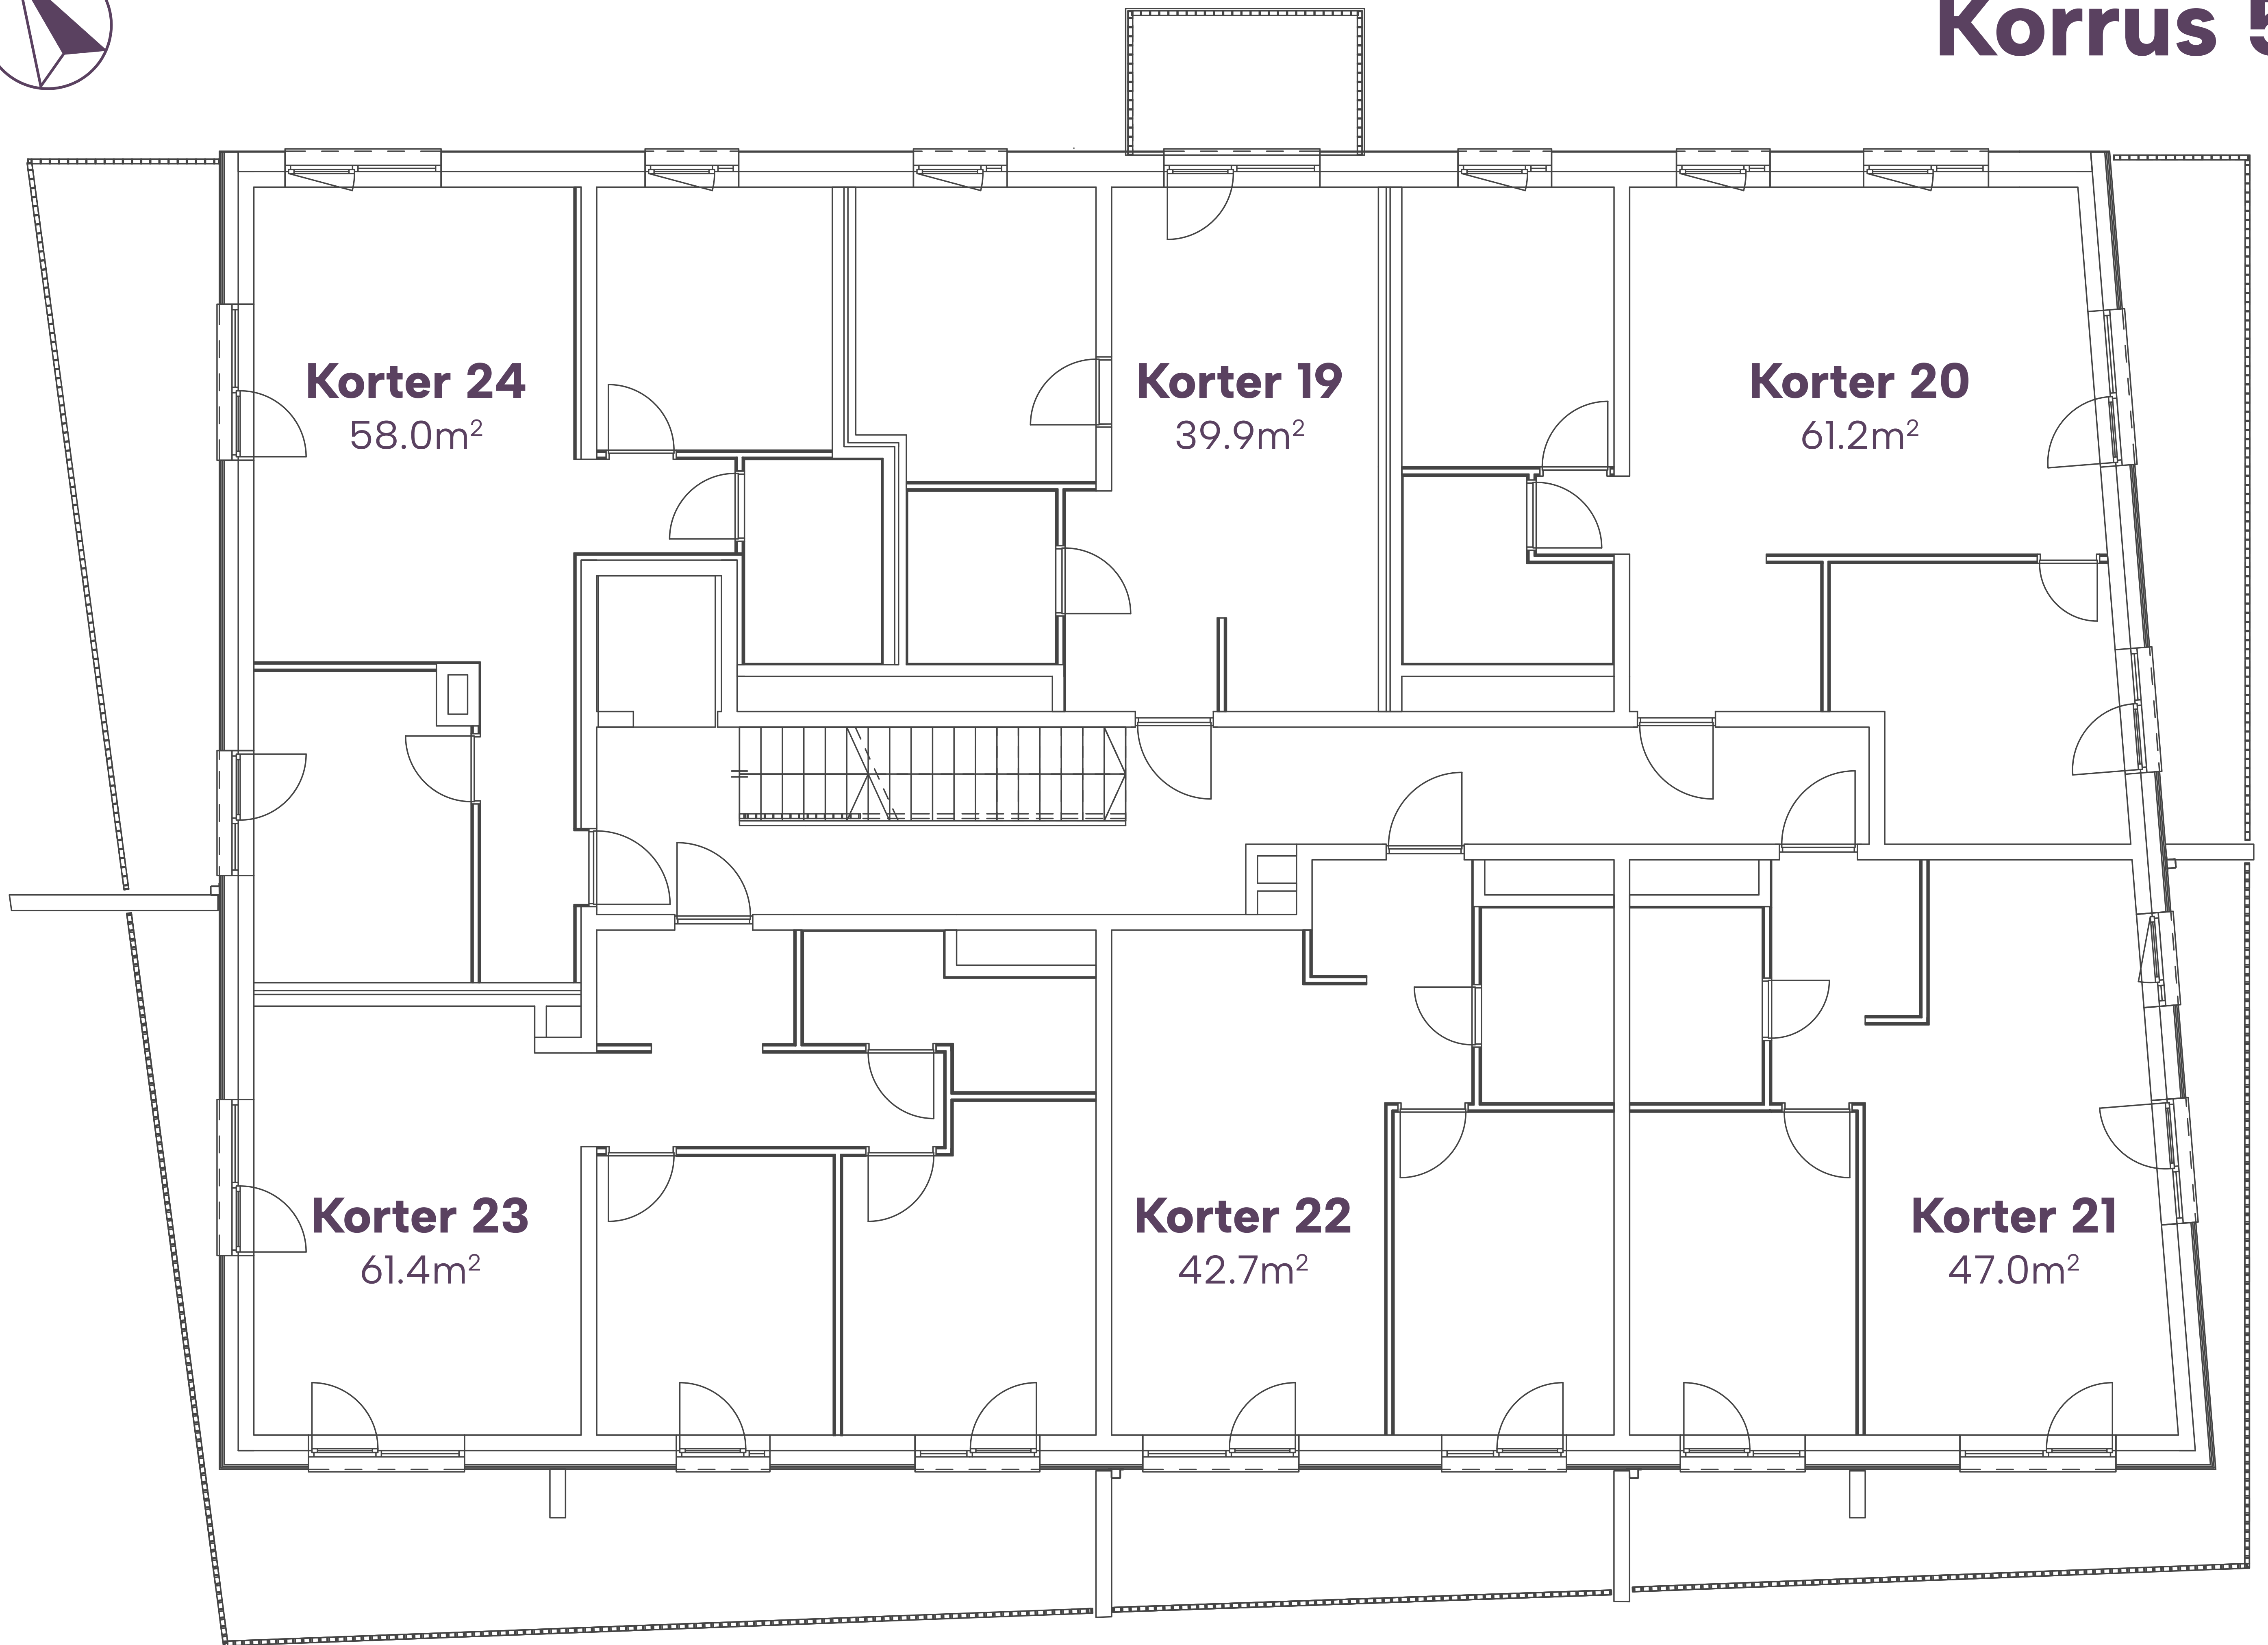 Korrus 5
Korter 24
58.0m²
Korter 19
39.9m²
Korter 20
61.2m²
Korter 23
61.4m²
Korter 22
42.7m²
Korter 21
47.0m²